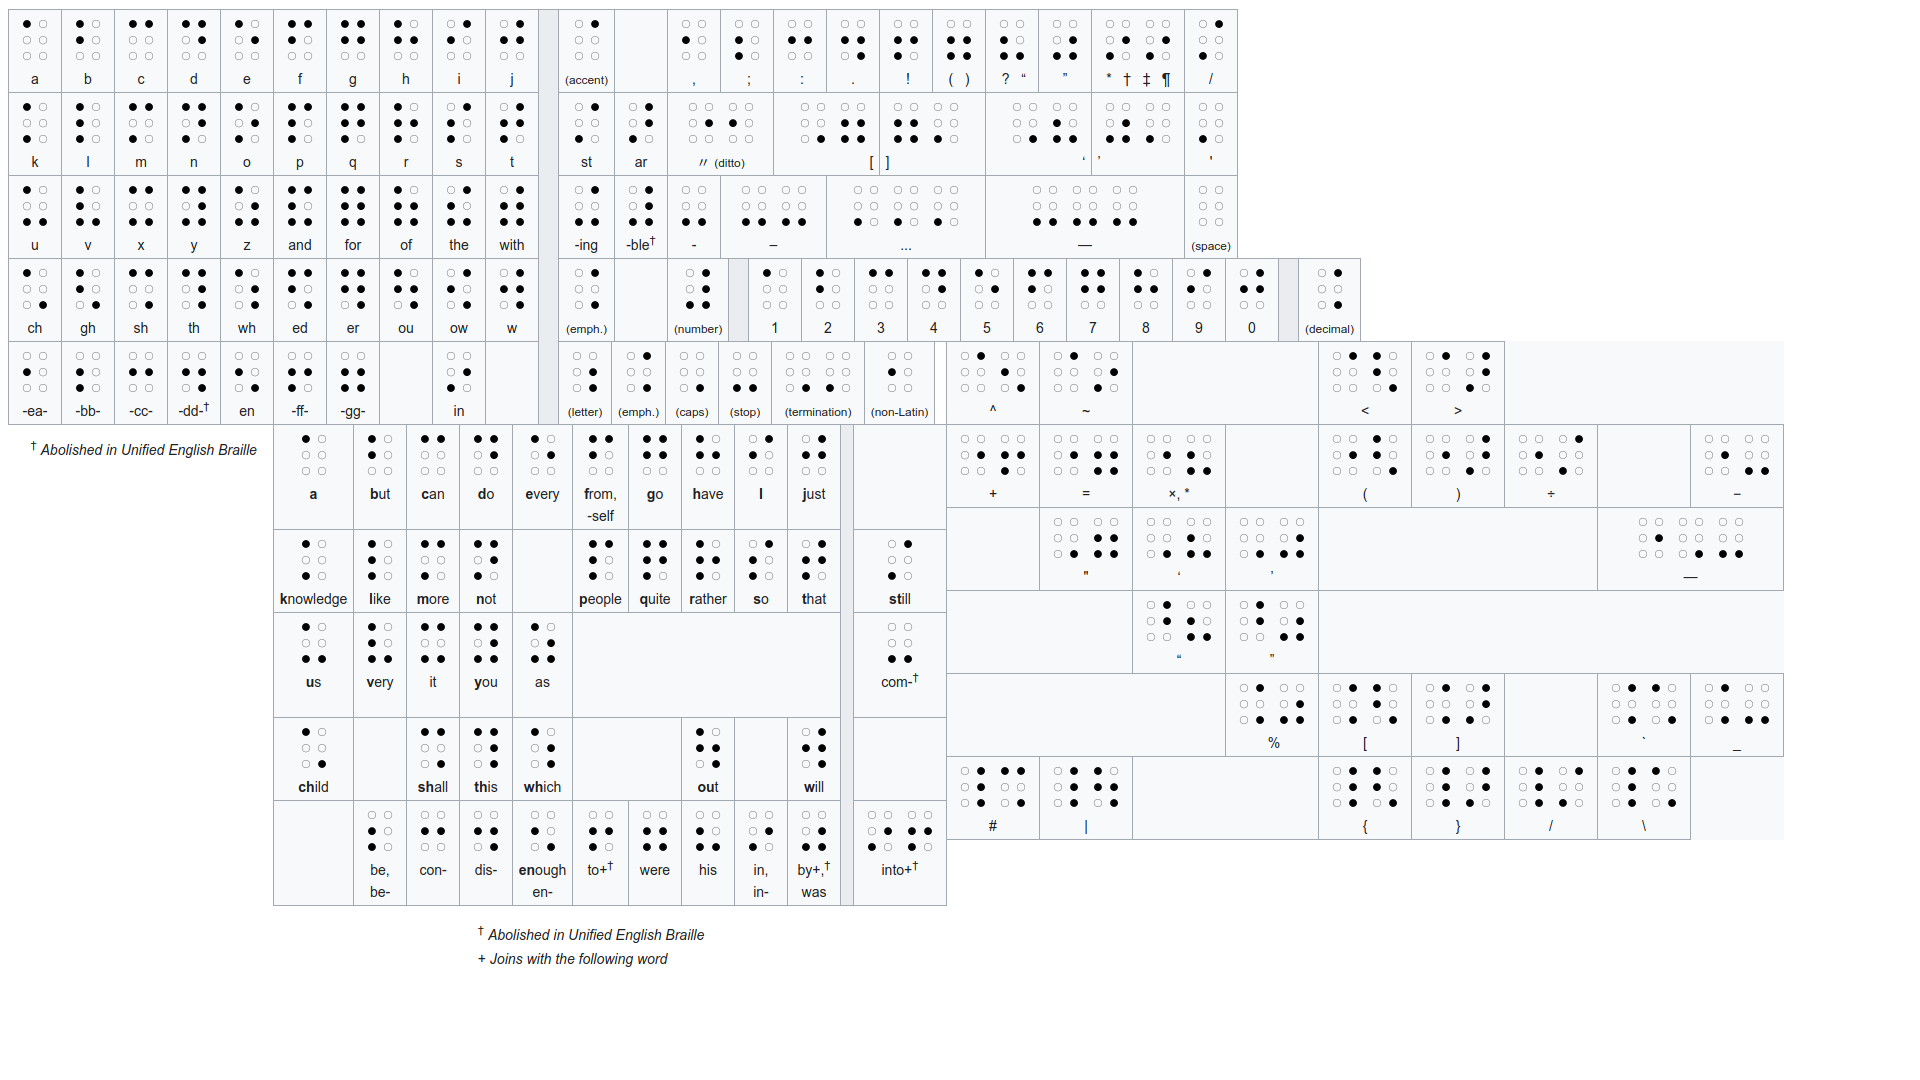 a b c d e f g h i j (accent) , ; : . ! ( ) ? “ ” * † ‡ ¶ /
k l m n o p q r s t st ar 〃 (ditto) [ ] ‘ ’ '
u v x y z and for of the with -ing -ble† - – ... — (space)
ch gh sh th wh ed er ou ow w (emph.) (number) 1 2 3 4 5 6 7 8 9 0 (decimal)
-ea- -bb- -cc- -dd-† en -ff- -gg- in (letter) (emph.) (caps) (stop) (termination) (non-Latin) ^ ~ < >
† Abolished in Unified English Braille
a but can do every from, go have I just + = ×, * ( ) ÷ −
-self
knowledge like more not people quite rather so that still " ‘ ’ —
us very it you as com-† “ ”
child shall this which out will % [ ] ` _
be, con- dis- enough to+† were his in, by+,† into+† # | { } / \
be- en- in- was
† Abolished in Unified English Braille
+ Joins with the following word